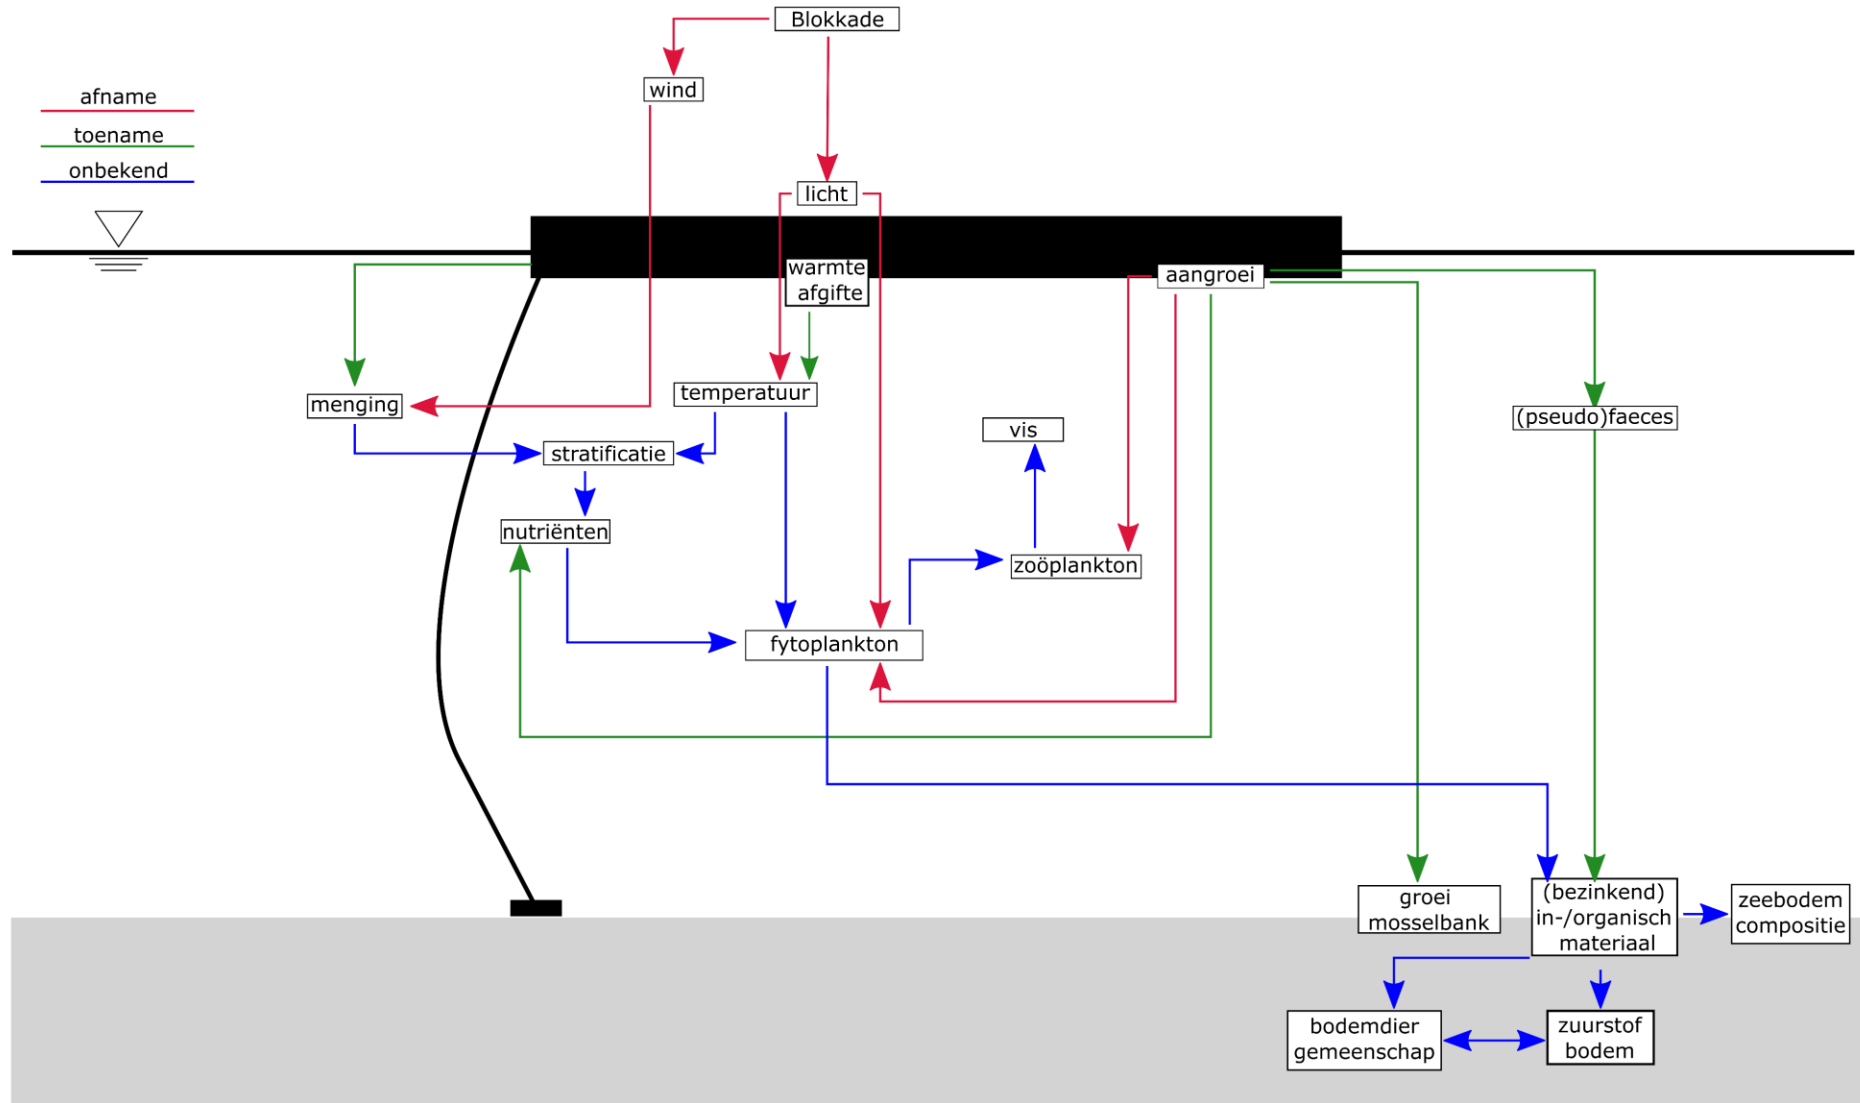 Blokkade
wind
afname
toename
onbekend
licht
warmte
afgifte
aangroei
temperatuur
menging
(pseudo)faeces
vis
stratificatie
nutriënten
zoöplankton
fytoplankton
groei
mosselbank
(bezinkend)
in-/organisch
materiaal
zeebodem
compositie
bodemdier
gemeenschap
zuurstof
bodem